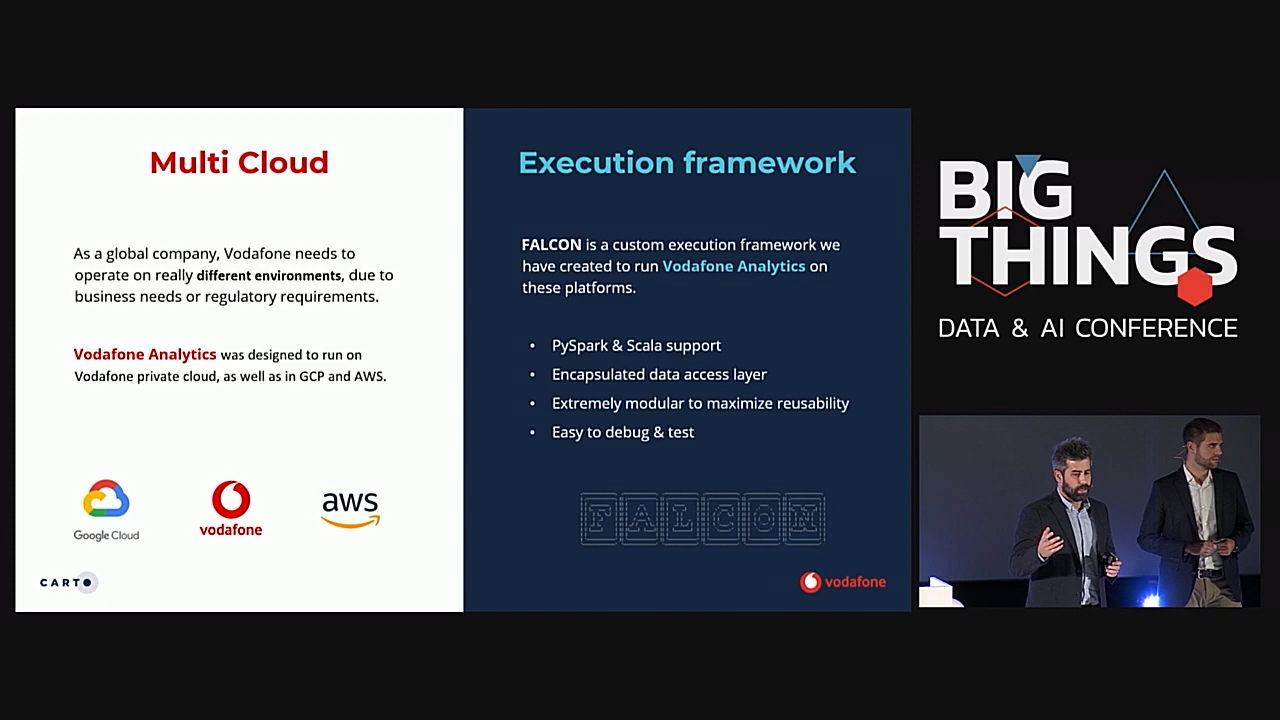 Multi Cloud
As a global company, Vodafone needs to
operate on really different environments, due to
business needs or regulatory requirements.
Vodafone Analytics was designed to run on
Vodafone private cloud, as well as in GCP and AWS.
Google Cloud
vodafone
aws
CARTO
Execution framework
FALCON is a custom execution framework we
have created to run Vodafone Analytics on
these platforms.
• PySpark & Scala support
• Encapsulated data access layer
• Extremely modular to maximize reusability
• Easy to debug & test
FALCON
vodafone
BIG
THINGS
DATA & AI CONFERENCE